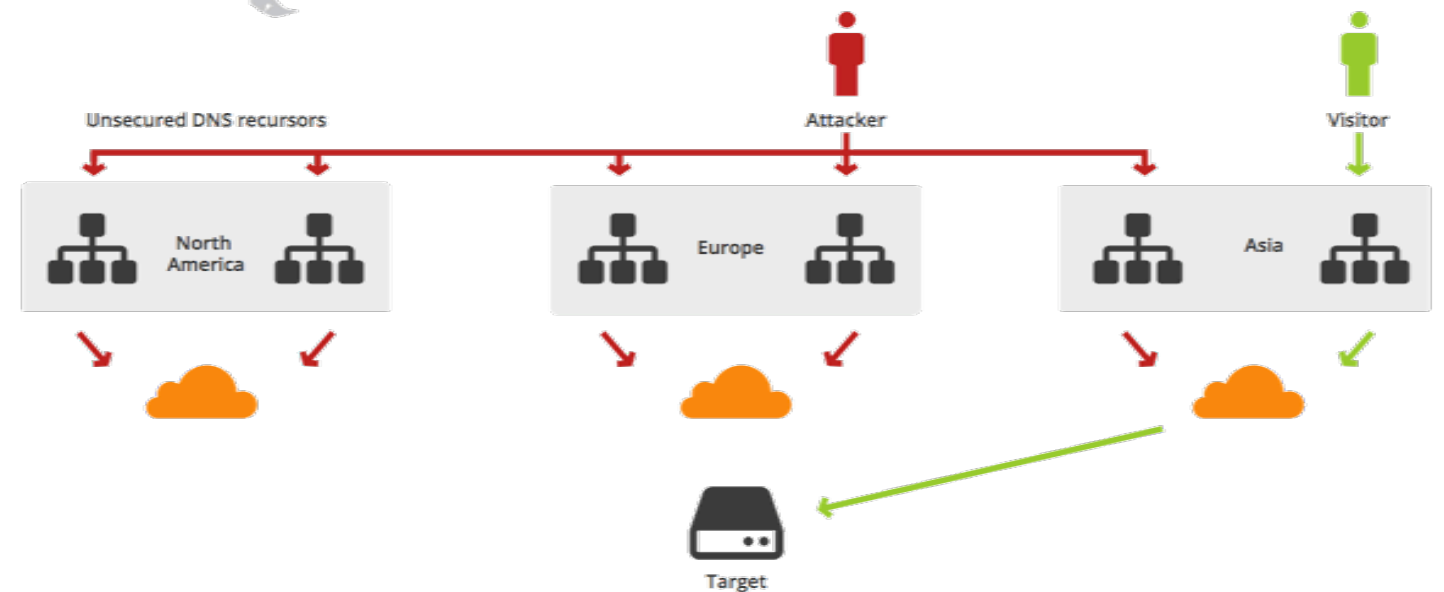 Unsecured DNS recursors
Attacker
Visitor
North
America
Europe
Asia
Target